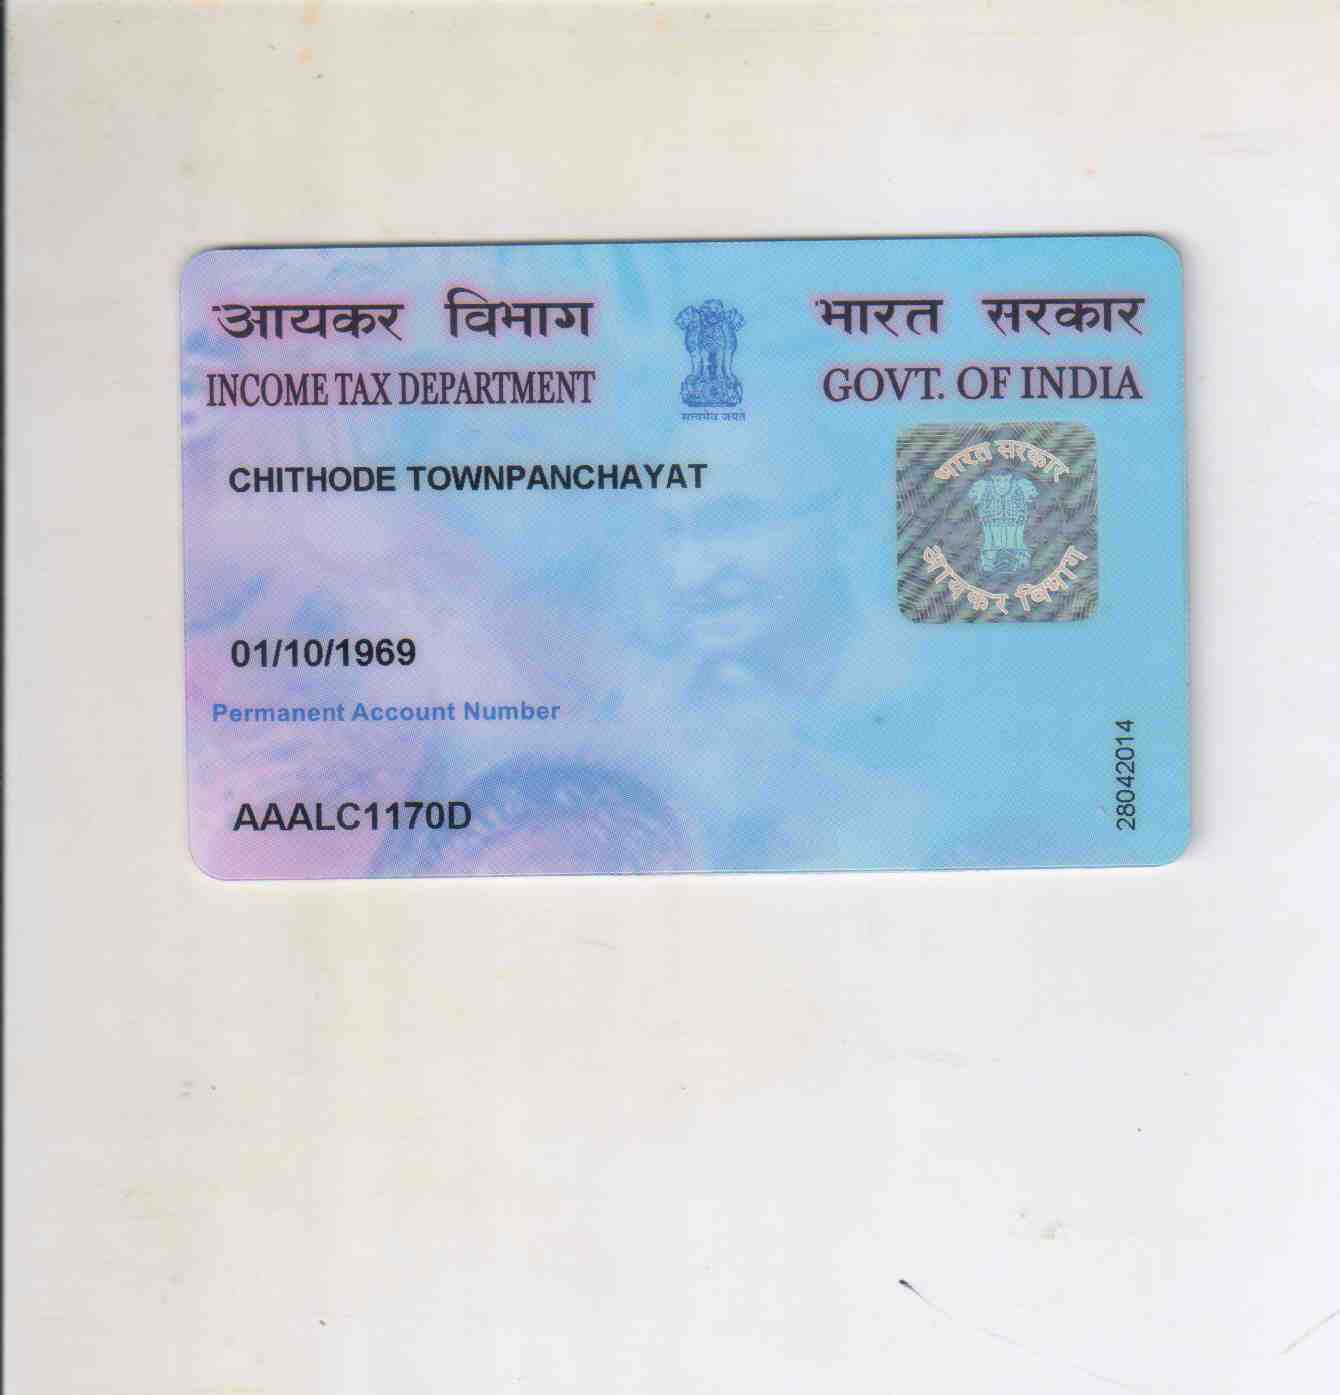 आयकर विभाग
INCOME TAX DEPARTMENT
सत्यमेव जयते
भारत सरकार
GOVT. OF INDIA
CHITHODE TOWNPANCHAYAT
भारत सरकार
आयकर विभाग
01/10/1969
Permanent Account Number
AAALC1170D
28042014